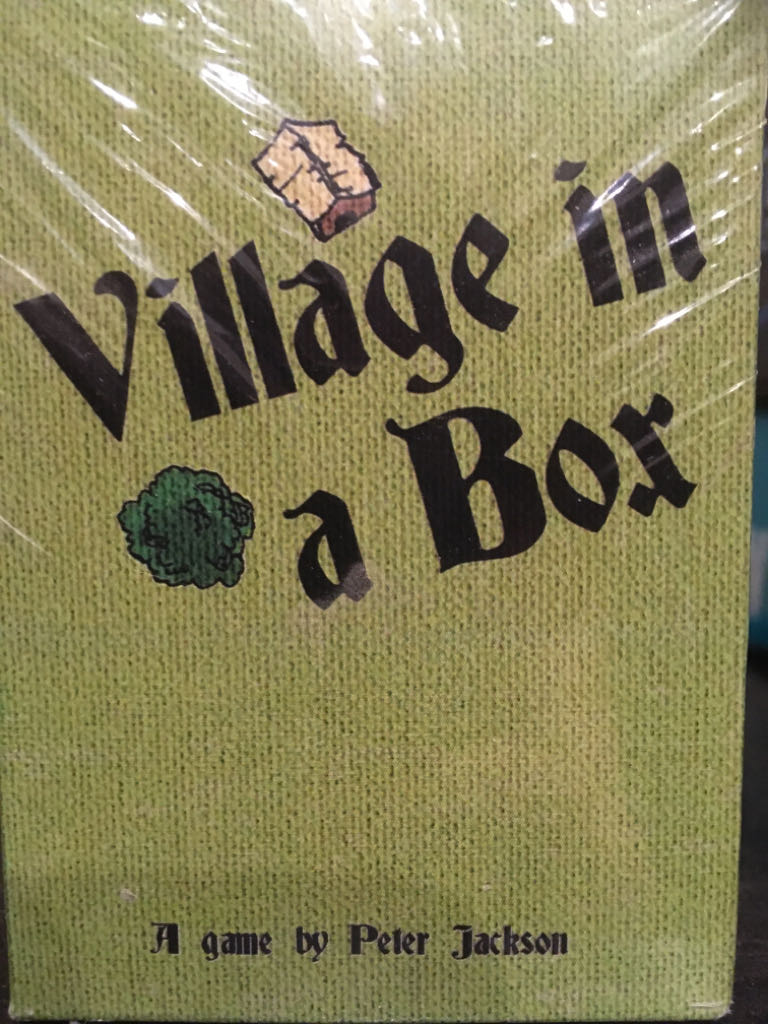 Village in
a Box
A game by Peter Jackson